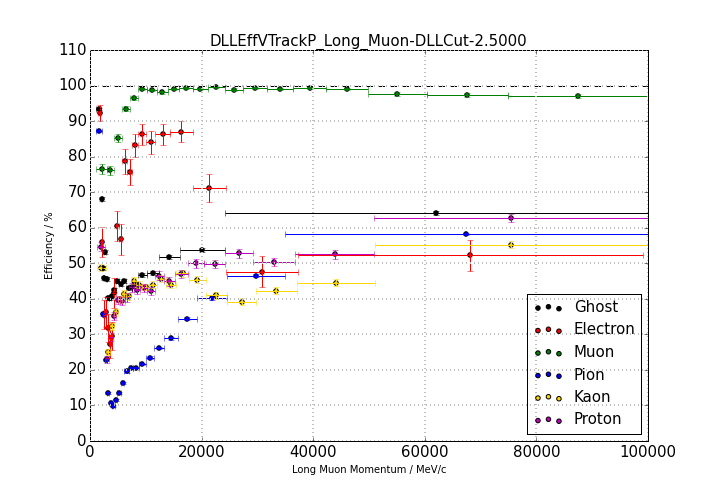 DLLEffVTrackP_Long_Muon-DLLCut-2.5000
110
100
90
80
70
60
50
40
30
20
10
0
Efficiency / %
Ghost
Electron
Muon
Pion
Kaon
Proton
0
20000
40000
60000
80000
100000
Long Muon Momentum / MeV/c